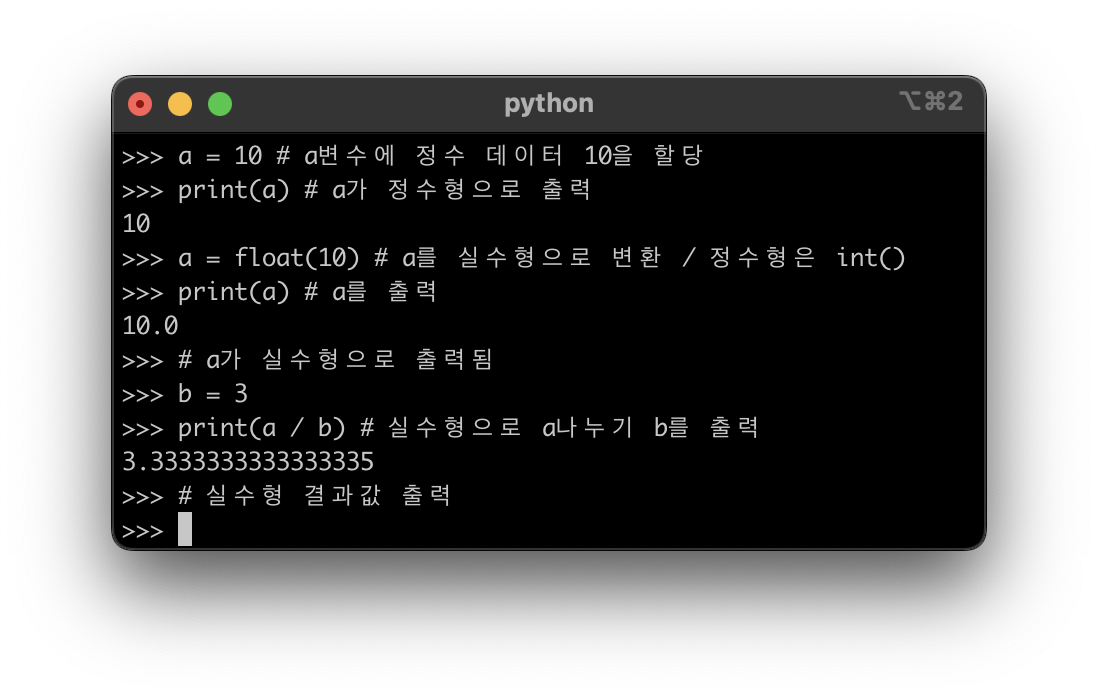 python
⌥⌘2
>>> a = 10 # a변수에 정수 데이터 10을 할당
>>> print(a) # a가 정수형으로 출력
10
>>> a = float(10) # a를 실수형으로 변환 / 정수형은 int()
>>> print(a) # a를 출력
10.0
>>> # a가 실수형으로 출력됨
>>> b = 3
>>> print(a / b) # 실수형으로 a나누기 b를 출력
3.3333333333333335
>>> # 실수형 결과값 출력
>>>